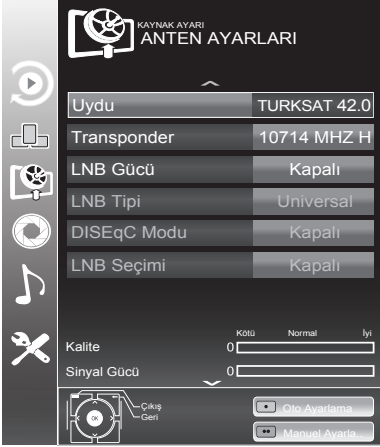 KAYNAK AYARI
ANTEN AYARLARI
Uydu TURKSAT 42.0
Transponder 10714 MHZ H
LNB Gücü Kapalı
LNB Tipi Universal
DISEqC Modu Kapalı
LNB Seçimi Kapalı
Kötü Normal İyi
Kalite 0
Sinyal Gücü 0
Çıkış
Geri
OK
Oto Ayarlama
Manuel Ayarla...